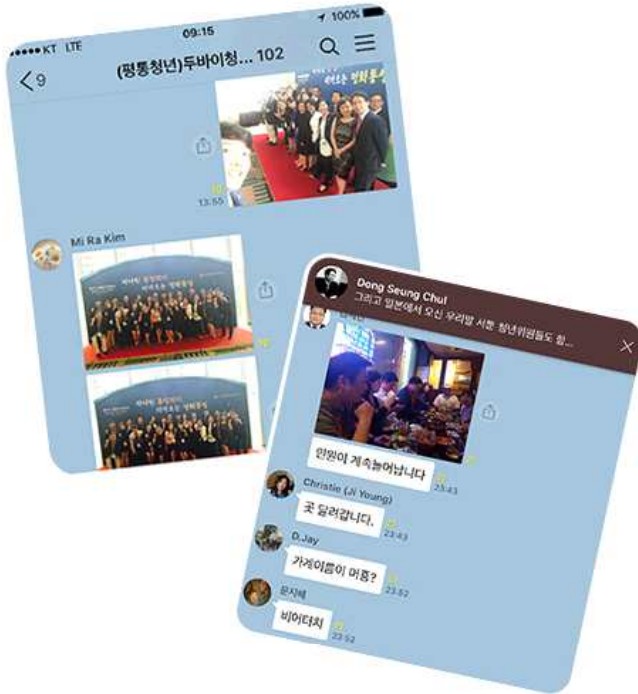 KT LTE
09:15
100%
9
(평통청년)두바이청... 102
13:55
Mi Ra Kim
Dong Seung Chul
그리고 일본에서 오신 우리말 서툰 청년위원들도 함...
인원이 계속늘어납니다
23:43
Christie (Ji Young)
곳 달려갑니다.
23:43
D.Jay
가게이름이 머죵?
23:52
문지혜
비어터치
23:52